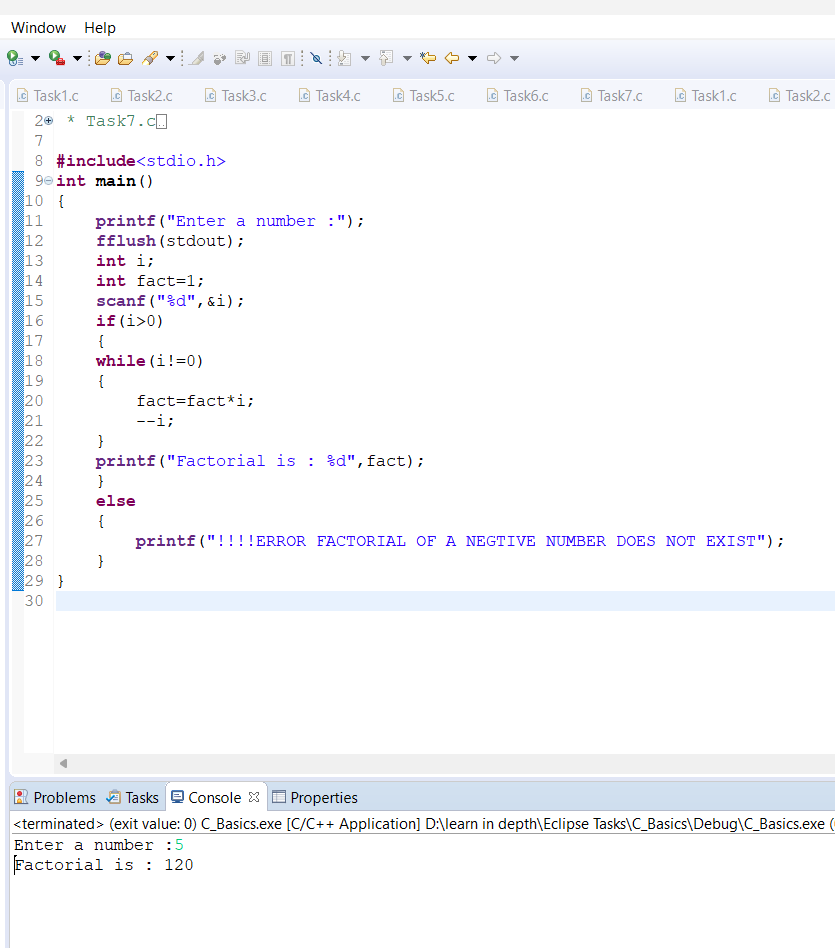 Window Help
Task1.c Task2.c Task3.c Task4.c Task5.c Task6.c Task7.c Task1.c Task2.c
2 * Task7.c
7
8 #include<stdio.h>
9 int main()
10 {
11     printf("Enter a number :");
12     fflush(stdout);
13     int i;
14     int fact=1;
15     scanf("%d",&i);
16     if(i>0)
17     {
18     while(i!=0)
19     {
20         fact=fact*i;
21         --i;
22     }
23     printf("Factorial is : %d",fact);
24     }
25     else
26     {
27         printf("!!!!ERROR FACTORIAL OF A NEGTIVE NUMBER DOES NOT EXIST");
28     }
29 }
30
Problems Tasks Console Properties
<terminated> (exit value: 0) C_Basics.exe [C/C++ Application] D:\learn in depth\Eclipse Tasks\C_Basics\Debug\C_Basics.exe (
Enter a number :5
Factorial is : 120